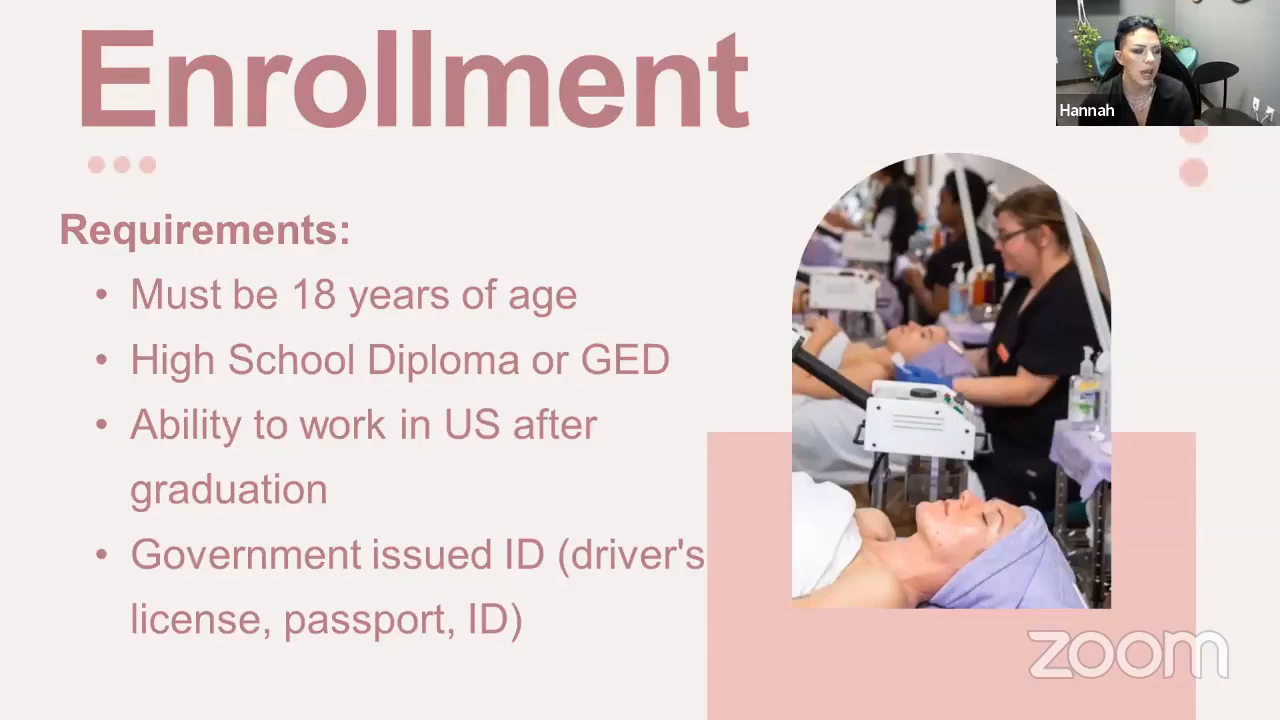 Enrollment
Hannah
Requirements:
• Must be 18 years of age
• High School Diploma or GED
• Ability to work in US after
graduation
• Government issued ID (driver's
license, passport, ID)
zoom